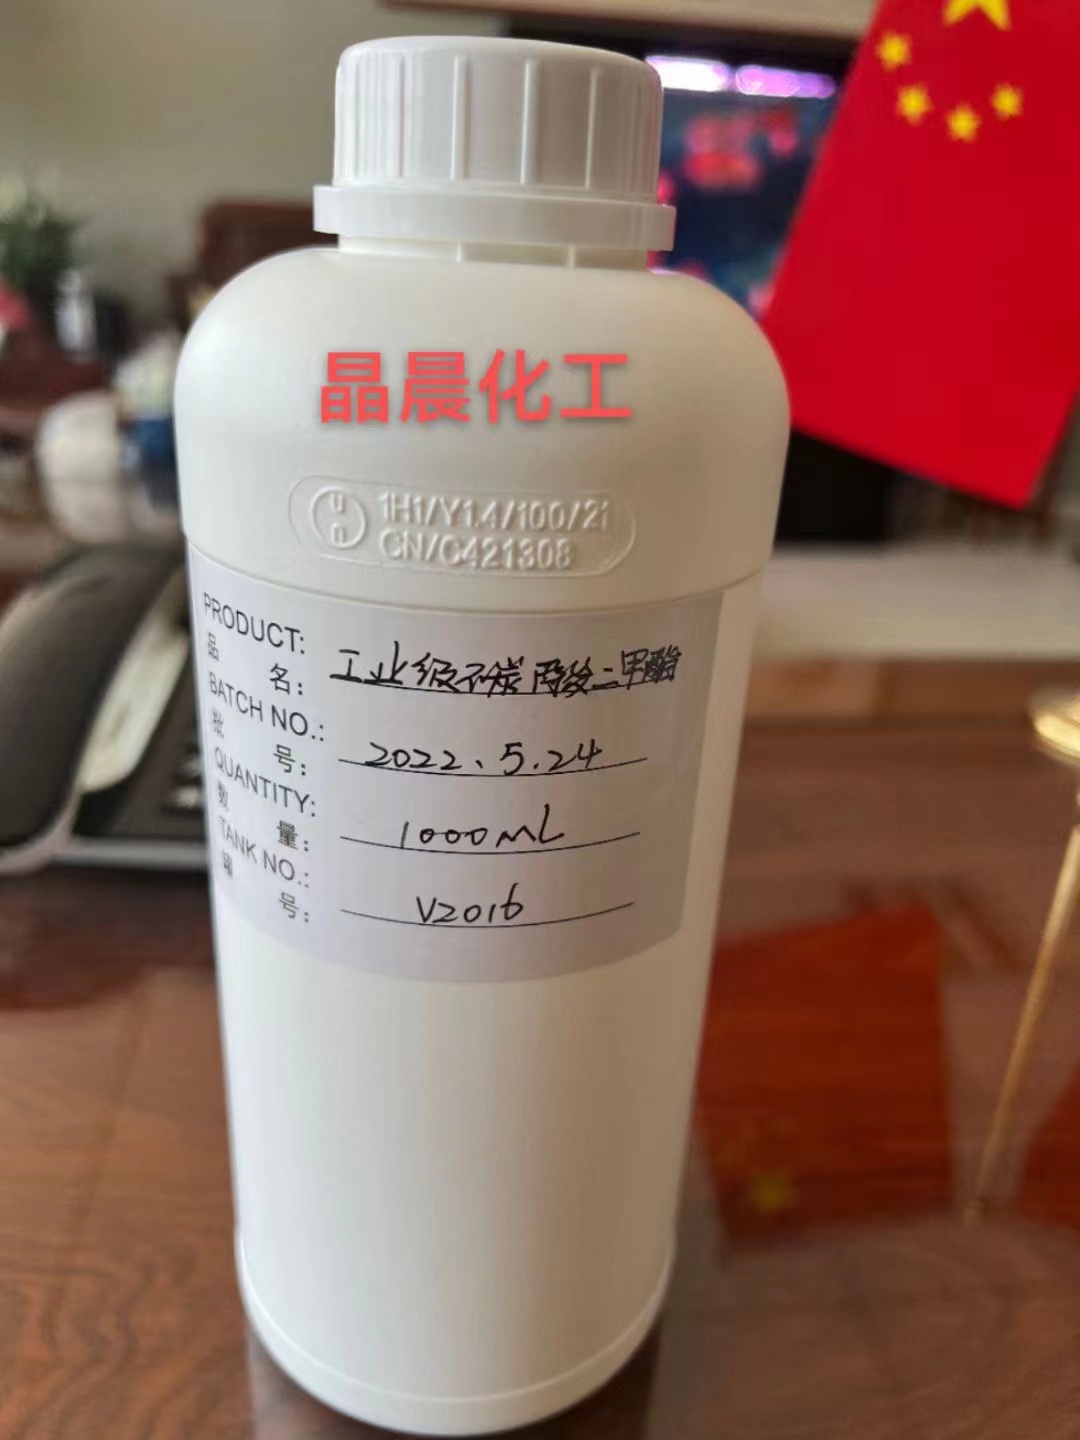 晶晨化工
un 1H1/Y1.4/100/21
CN/C421308
PRODUCT:
品 名: 工业级碳酸二甲酯
BATCH NO.:
批 号: 2022、5.24
QUANTITY:
数 量: 1000ML
TANK NO.:
罐 号: V2016